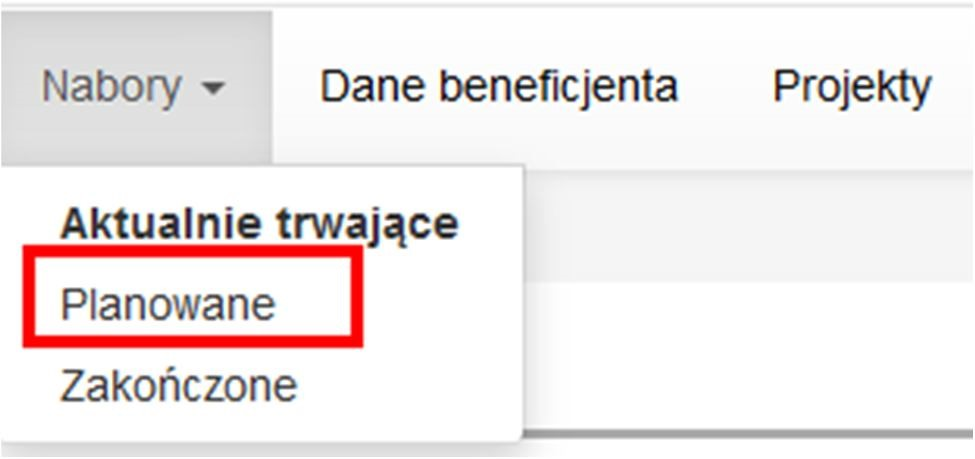 Nabory Dane beneficjenta Projekty
Aktualnie trwające
Planowane
Zakończone